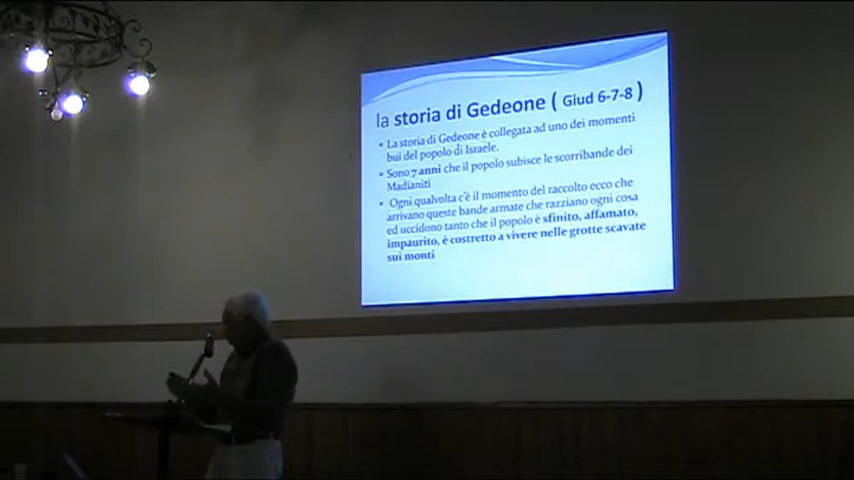 la storia di Gedeone ( Giud 6-7-8 )
• La storia di Gedeone è collegata ad uno dei momenti
bui del popolo di Israele.
• Sono 7 anni che il popolo subisce le scorribande dei
Madianiti
• Ogni qualvolta c'è il momento del raccolto ecco che
arrivano queste bande armate che razziano ogni cosa
ed uccidono tanto che il popolo è sfinito, affamato,
impaurito, è costretto a vivere nelle grotte scavate
sui monti